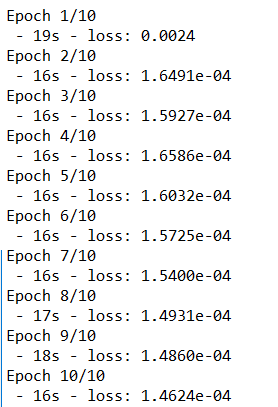 Epoch 1/10
 - 19s - loss: 0.0024
Epoch 2/10
 - 16s - loss: 1.6491e-04
Epoch 3/10
 - 16s - loss: 1.5927e-04
Epoch 4/10
 - 16s - loss: 1.6586e-04
Epoch 5/10
 - 16s - loss: 1.6032e-04
Epoch 6/10
 - 16s - loss: 1.5725e-04
Epoch 7/10
 - 16s - loss: 1.5400e-04
Epoch 8/10
 - 17s - loss: 1.4931e-04
Epoch 9/10
 - 18s - loss: 1.4860e-04
Epoch 10/10
 - 16s - loss: 1.4624e-04